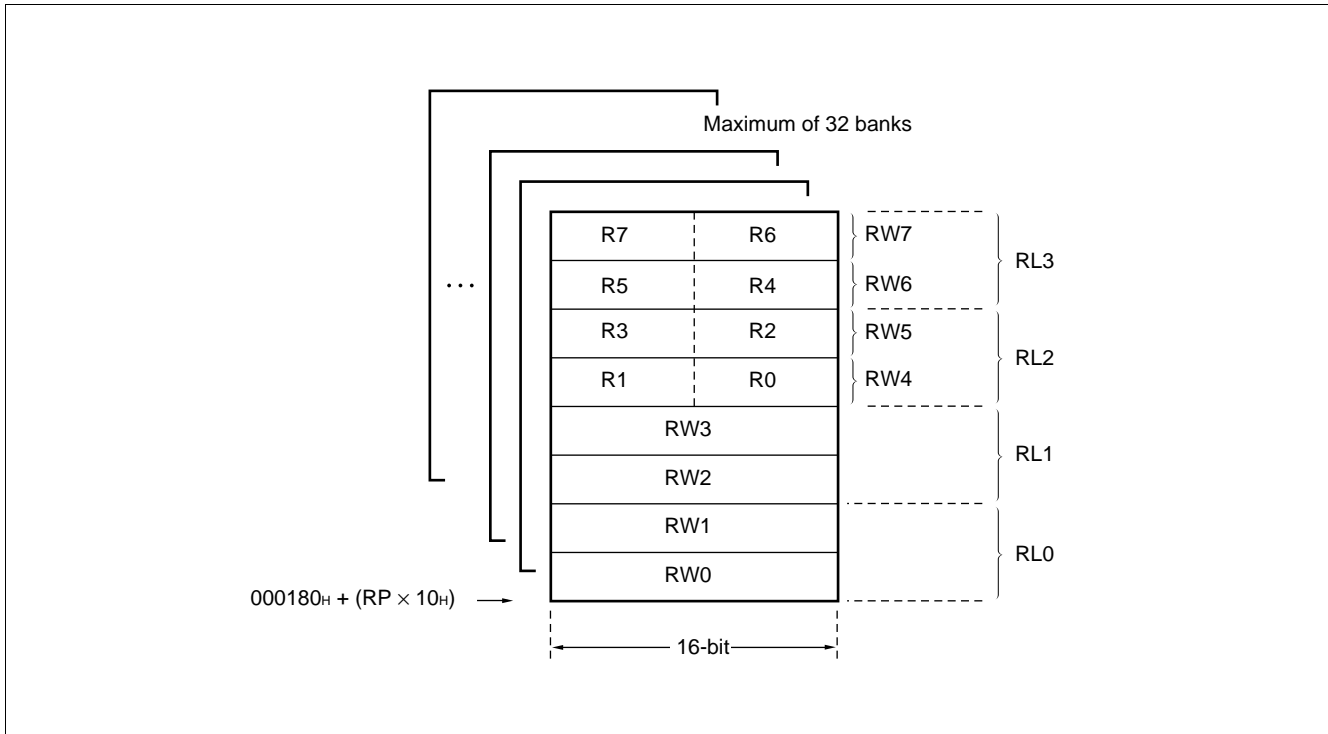 Maximum of 32 banks
R7 R6 RW7
RL3
R5 R4 RW6
...
R3 R2 RW5
RL2
R1 R0 RW4
RW3
RL1
RW2
RW1
RL0
RW0
000180H + (RP × 10H)
16-bit